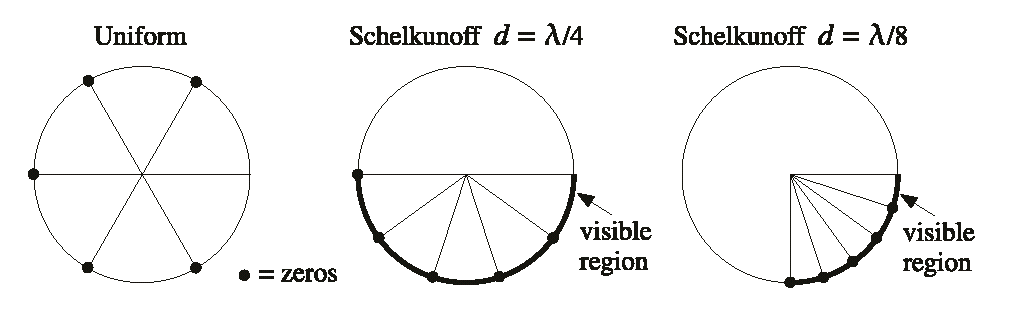 Uniform
Schelkunoff d = λ/4
Schelkunoff d = λ/8
visible
region
visible
region
= zeros